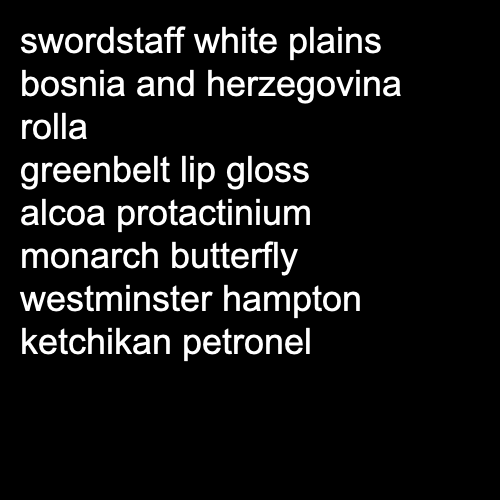 swordstaff white plains
bosnia and herzegovina
rolla
greenbelt lip gloss
alcoa protactinium
monarch butterfly
westminster hampton
ketchikan petronel